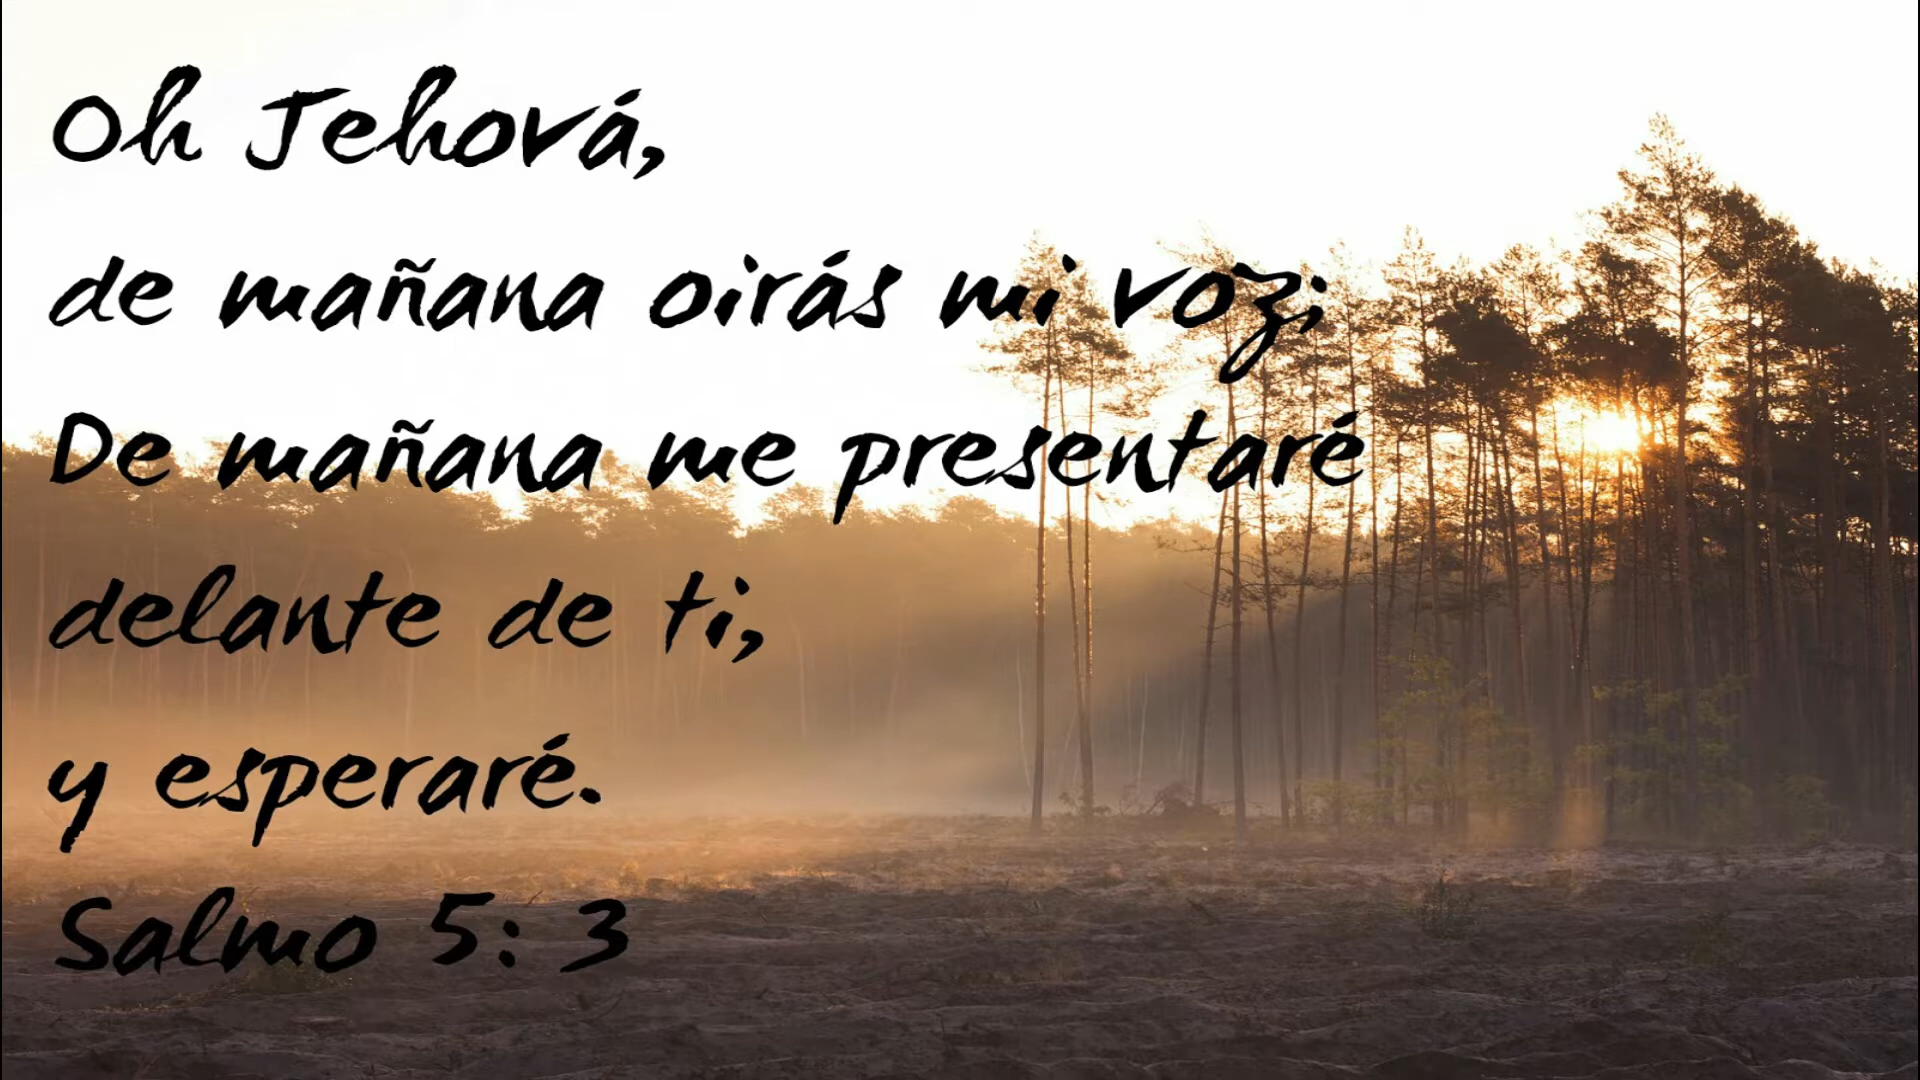 Oh Jehová,
de mañana oirás mi voz;
De mañana me presentaré
delante de ti,
y esperaré.
Salmo 5: 3